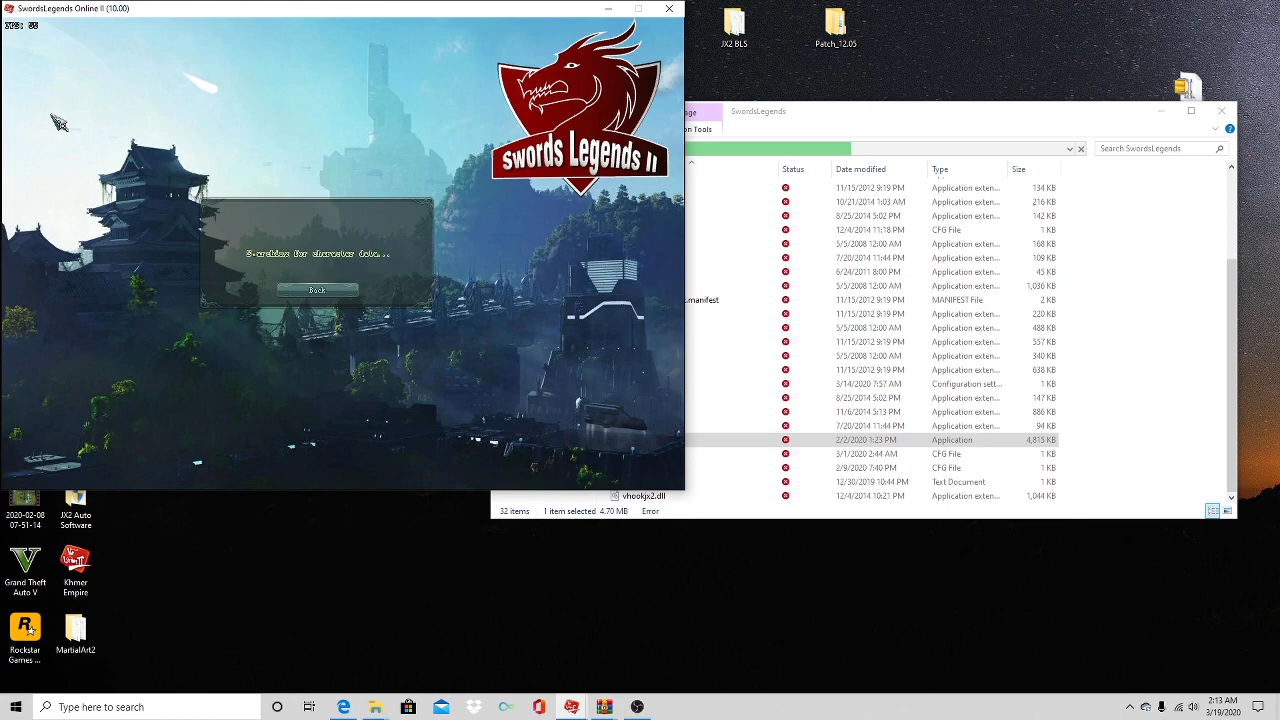 SwordsLegends Online II (10.00)
Swords Legends II
Back
JX2 BLS
Patch_12.05
SwordsLegends
on Tools
Search SwordsLegends
Status
Date modified
Type
Size
11/15/2012 9:19 PM Application exten... 134 KB
10/21/2014 1:03 AM Application exten... 216 KB
8/25/2014 5:02 PM Application exten... 142 KB
12/4/2014 11:18 PM CFG File 1 KB
5/5/2008 12:00 AM Application exten... 168 KB
7/20/2014 11:44 PM Application exten... 109 KB
6/24/2011 8:00 PM Application exten... 45 KB
5/5/2008 12:00 AM Application exten... 1,036 KB
.manifest 11/15/2012 9:19 PM MANIFEST File 2 KB
11/15/2012 9:19 PM Application exten... 220 KB
5/5/2008 12:00 AM Application exten... 488 KB
11/15/2012 9:19 PM Application exten... 557 KB
5/5/2008 12:00 AM Application exten... 340 KB
11/15/2012 9:19 PM Application exten... 638 KB
3/14/2020 7:57 AM Configuration sett... 1 KB
8/25/2014 5:02 PM Application exten... 147 KB
11/6/2014 5:13 PM Application exten... 886 KB
7/20/2014 11:44 PM Application exten... 94 KB
2/2/2020 1:23 PM Application 4,815 KB
3/1/2020 2:44 AM CFG File 1 KB
2/9/2020 7:40 PM CFG File 1 KB
12/30/2019 10:44 PM Text Document 1 KB
vhookjx2.dll 12/4/2014 10:21 PM Application exten... 1,044 KB
32 items 1 item selected 4.70 MB Error
2020-02-08
07-51-14
JX2 Auto
Software
Grand Theft
Auto V
Khmer
Empire
Rockstar
Games ...
MartialArt2
Type here to search
2:13 AM
3/19/2020